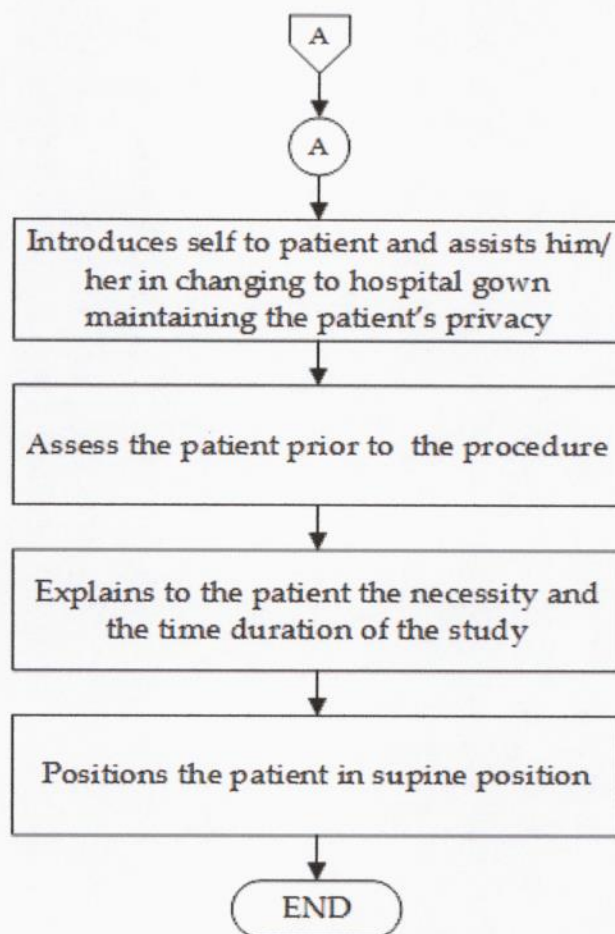 A
A
Introduces self to patient and assists him/
her in changing to hospital gown
maintaining the patient's privacy
Assess the patient prior to the procedure
Explains to the patient the necessity and
the time duration of the study
Positions the patient in supine position
END